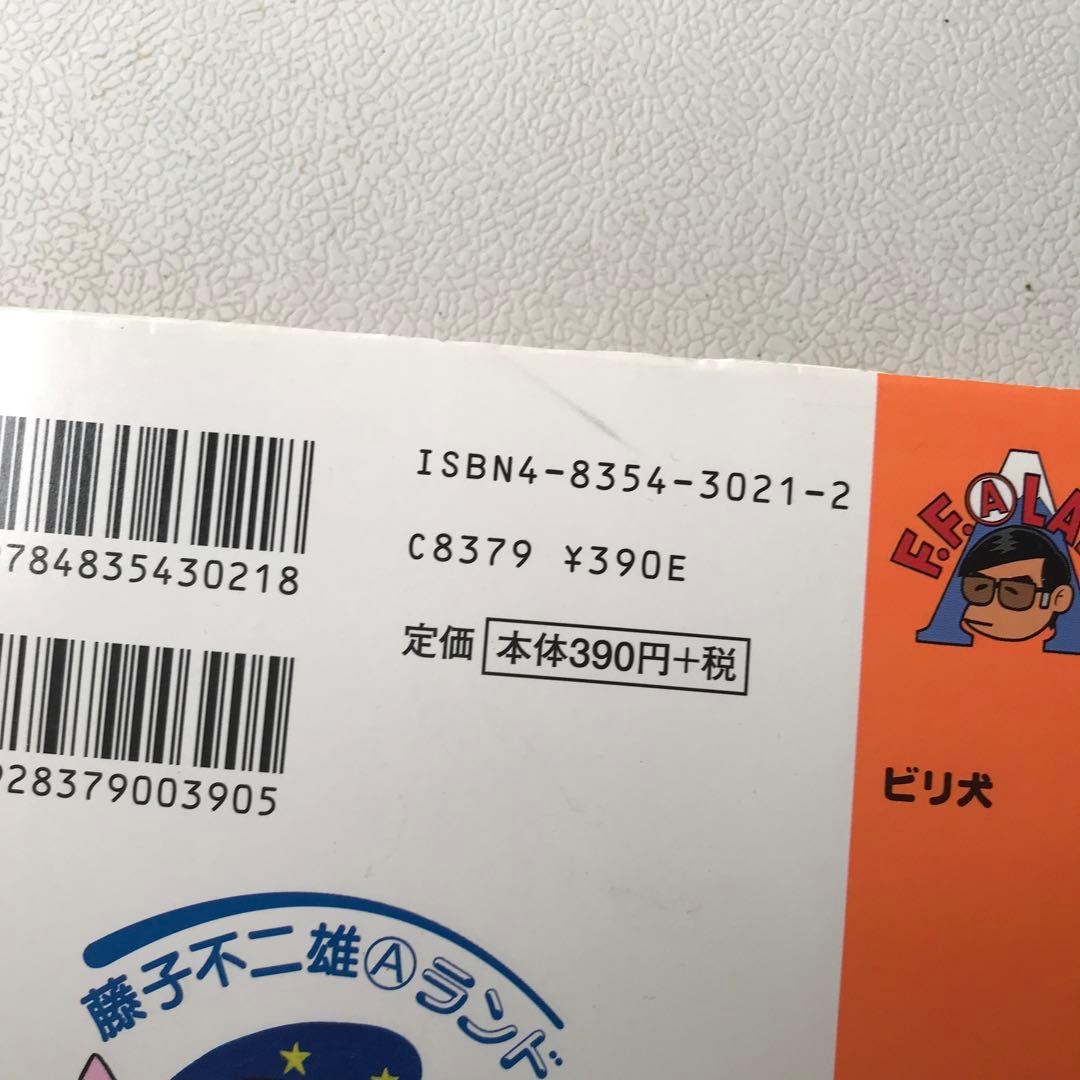 ISBN4-8354-3021-2
C8379 ¥390E
定価 本体390円+税
784835430218
928379003905
藤子不二雄Ⓐランド
F.F.Ⓐ LA
ビリ犬